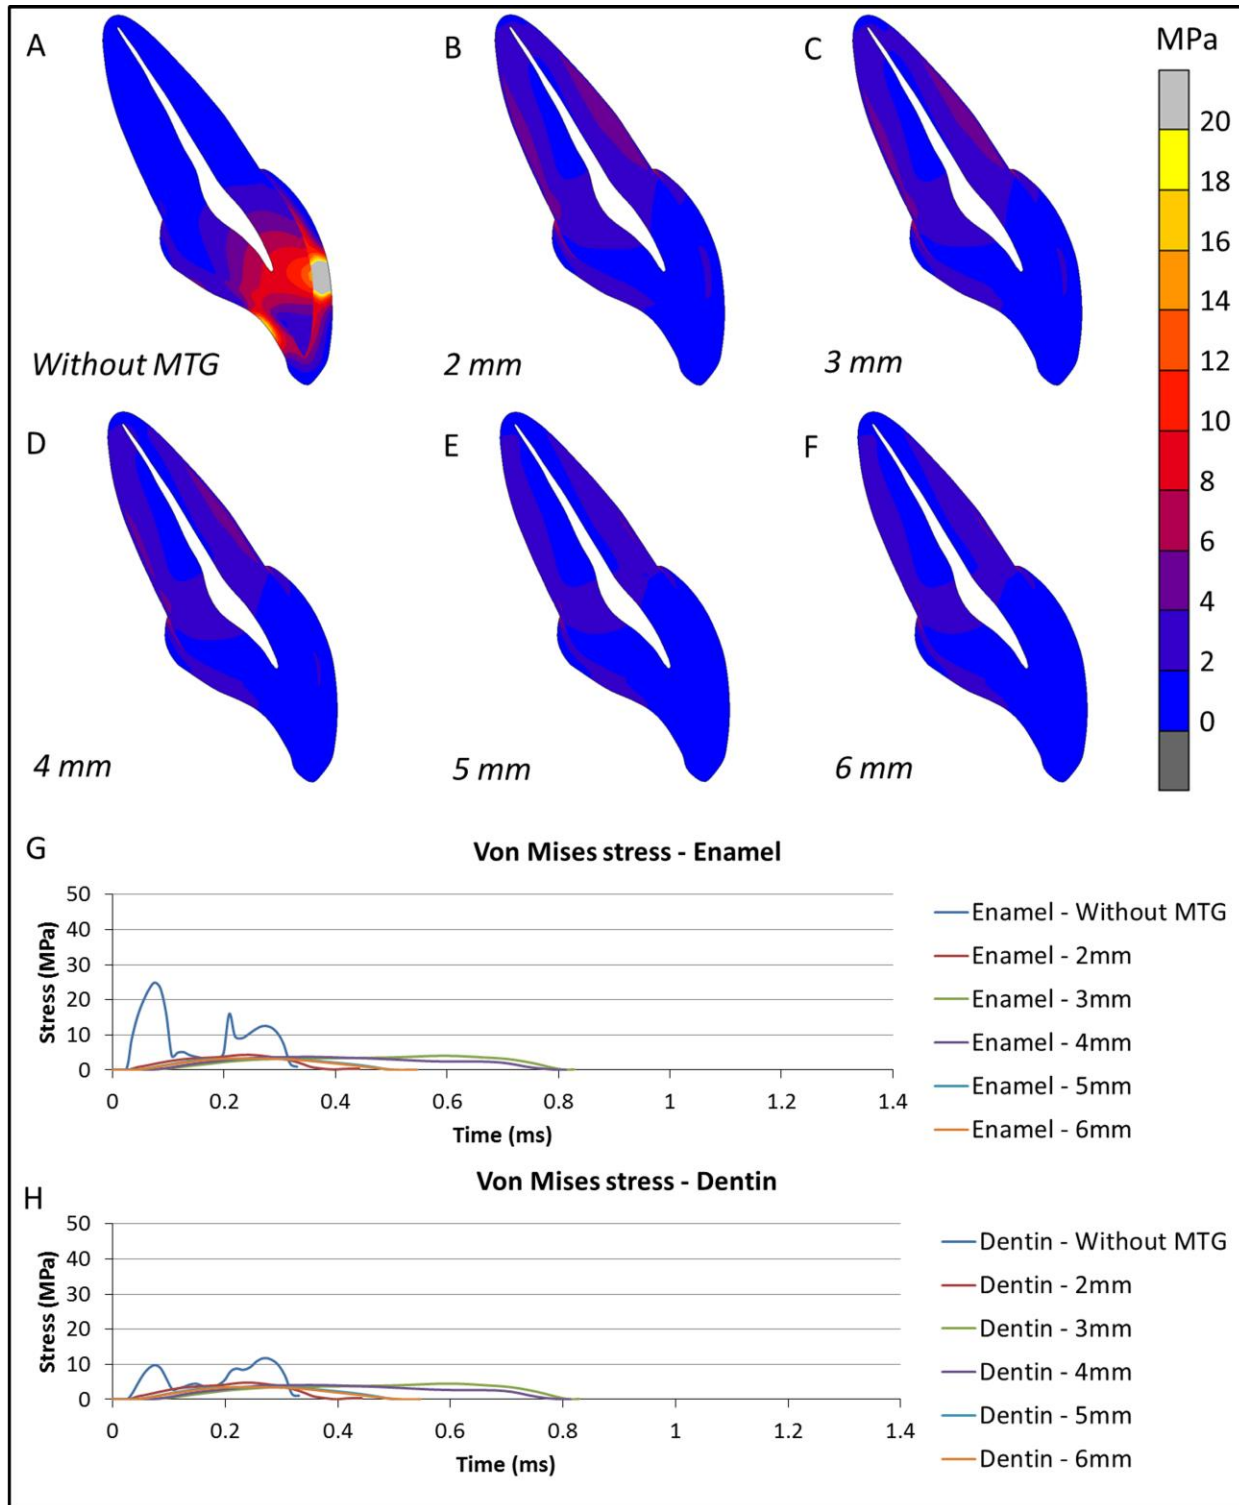 A
B
C
MPa
20
18
16
14
12
10
8
6
4
2
0
Without MTG
2 mm
3 mm
D
E
F
4 mm
5 mm
6 mm
G
Von Mises stress - Enamel
Stress (MPa)
50
40
30
20
10
0
0 0.2 0.4 0.6 0.8 1 1.2 1.4
Time (ms)
Enamel - Without MTG
Enamel - 2mm
Enamel - 3mm
Enamel - 4mm
Enamel - 5mm
Enamel - 6mm
H
Von Mises stress - Dentin
Stress (MPa)
50
40
30
20
10
0
0 0.2 0.4 0.6 0.8 1 1.2 1.4
Time (ms)
Dentin - Without MTG
Dentin - 2mm
Dentin - 3mm
Dentin - 4mm
Dentin - 5mm
Dentin - 6mm